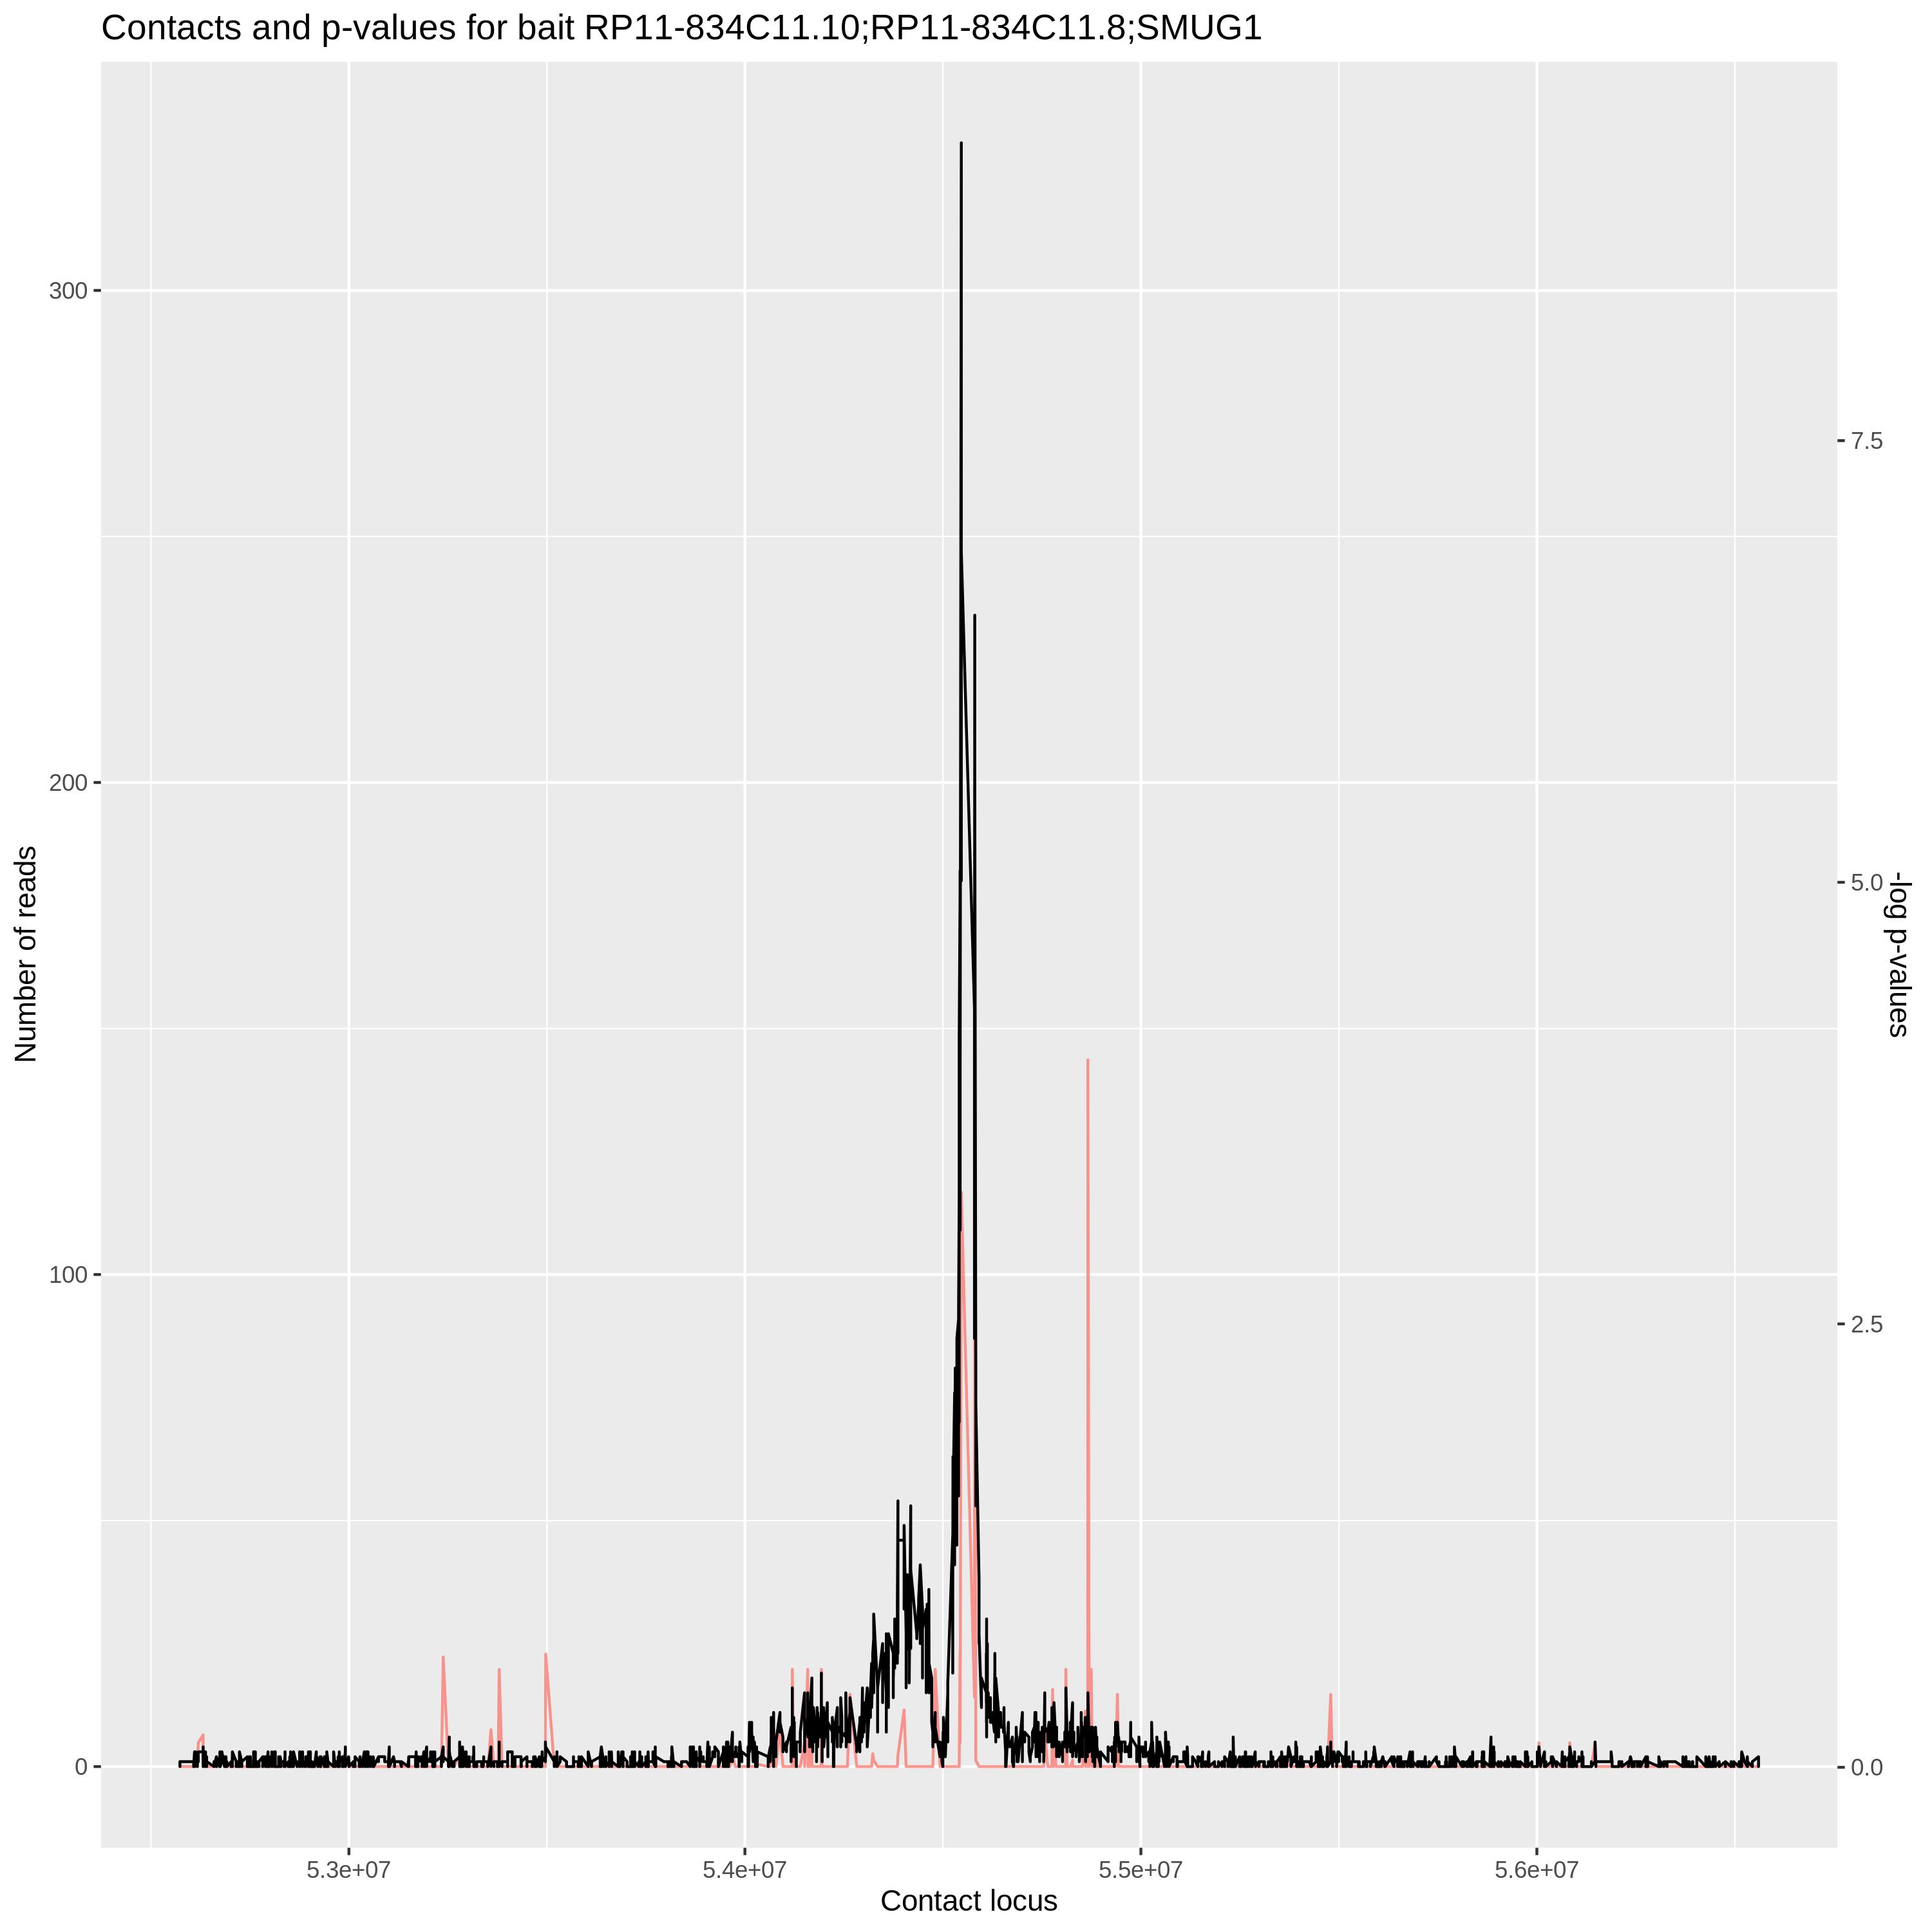 Contacts and p-values for bait RP11-834C11.10;RP11-834C11.8;SMUG1
Number of reads
300
200
100
0
7.5
5.0
2.5
0.0
-log p-values
5.3e+07 5.4e+07 5.5e+07 5.6e+07
Contact locus